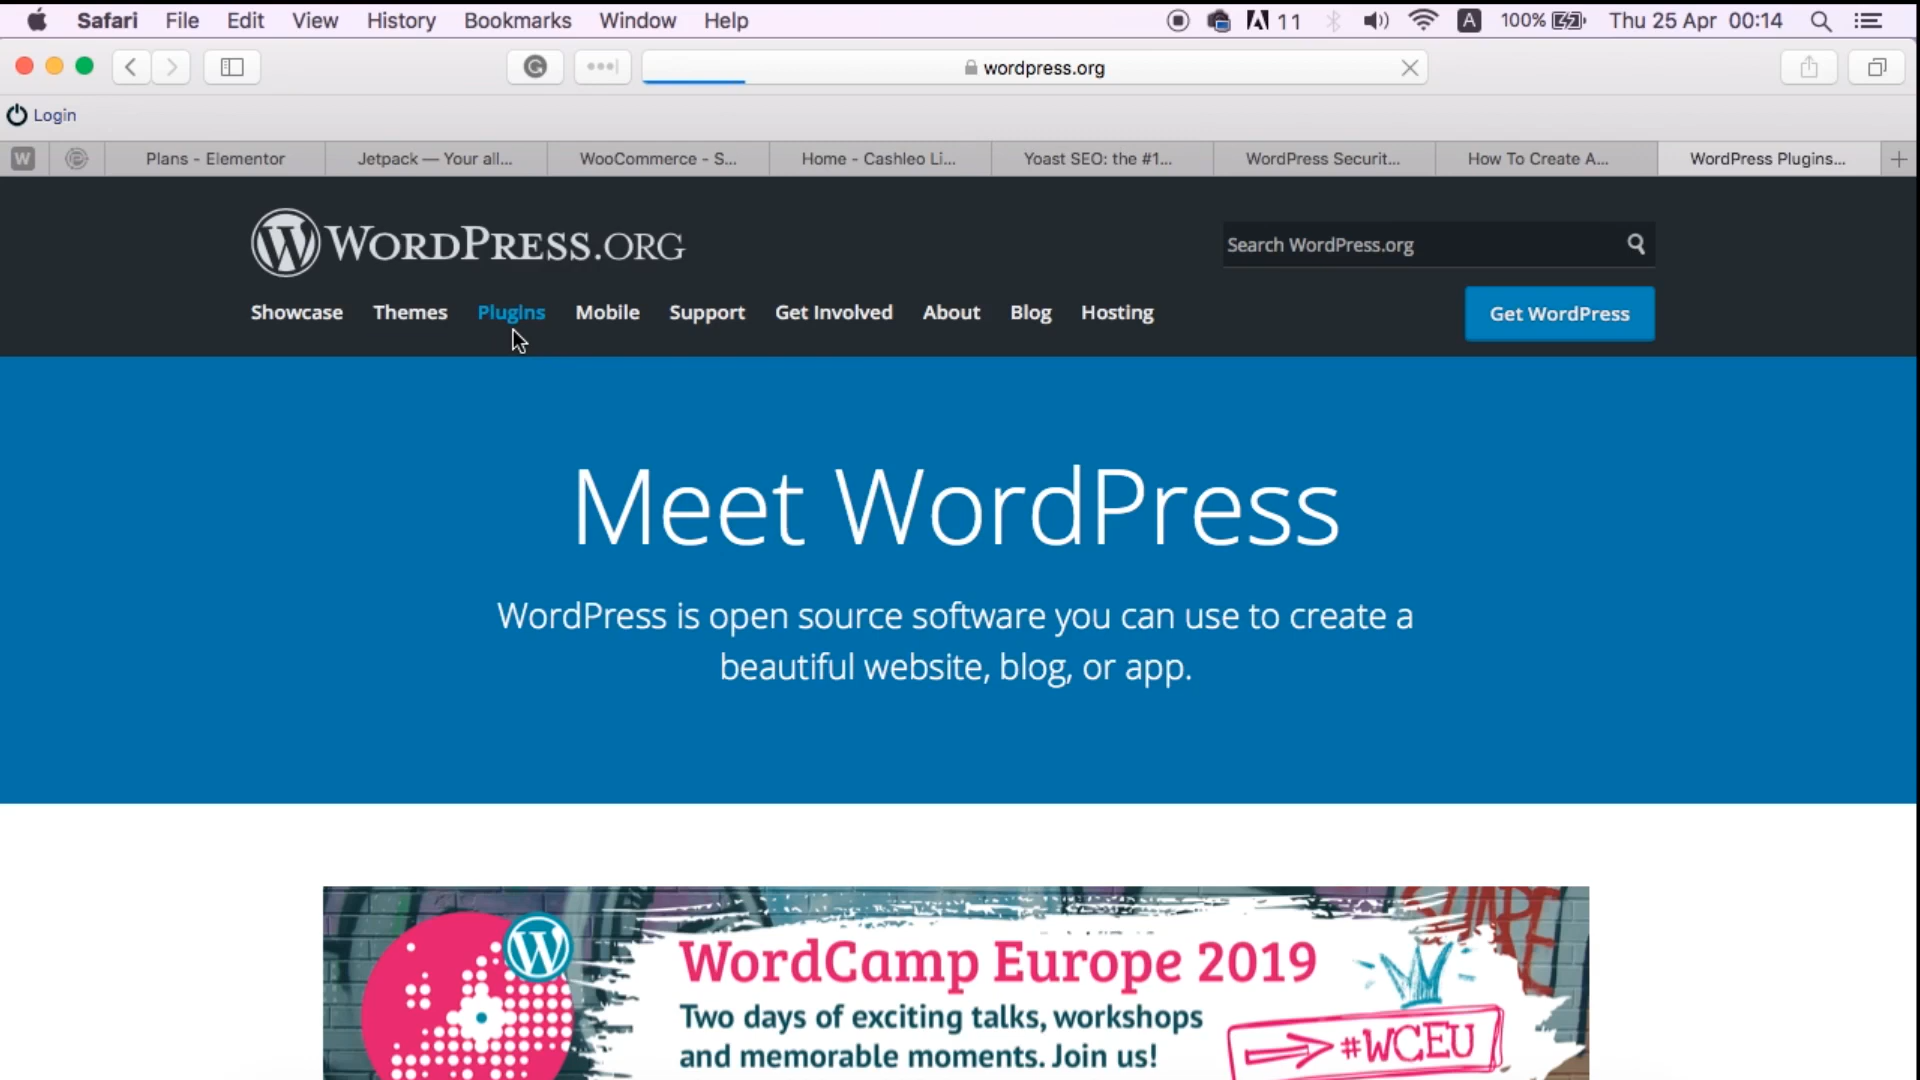 Safari File Edit View History Bookmarks Window Help 11 A 100% Thu 25 Apr 00:14
wordpress.org
Login
W Plans - Elementor Jetpack — Your all... WooCommerce - S... Home - Cashleo Li... Yoast SEO: the #1... WordPress Securit... How To Create A... WordPress Plugins...
WORDPRESS.ORG
Search WordPress.org
Showcase Themes Plugins Mobile Support Get Involved About Blog Hosting
Get WordPress
Meet WordPress
WordPress is open source software you can use to create a
beautiful website, blog, or app.
WordCamp Europe 2019
Two days of exciting talks, workshops
and memorable moments. Join us!
#WCEU